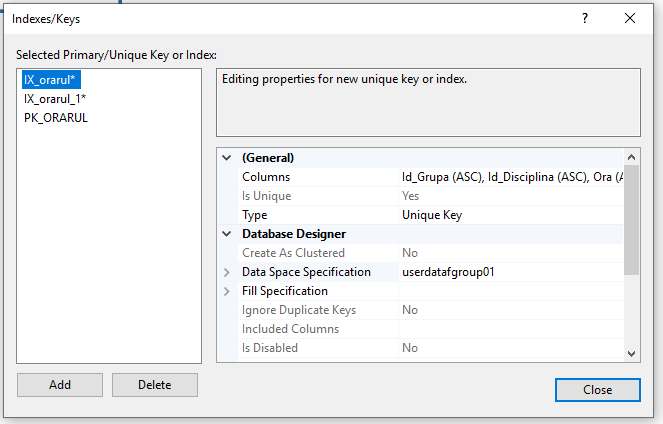 Indexes/Keys
Selected Primary/Unique Key or Index:
IX_orarul*
IX_orarul_1*
PK_ORARUL
Editing properties for new unique key or index.
(General)
Columns Id_Grupa (ASC), Id_Disciplina (ASC), Ora (A
Is Unique Yes
Type Unique Key
Database Designer
Create As Clustered No
Data Space Specification userdatafgroup01
Fill Specification
Ignore Duplicate Keys No
Included Columns
Is Disabled No
Add Delete
Close